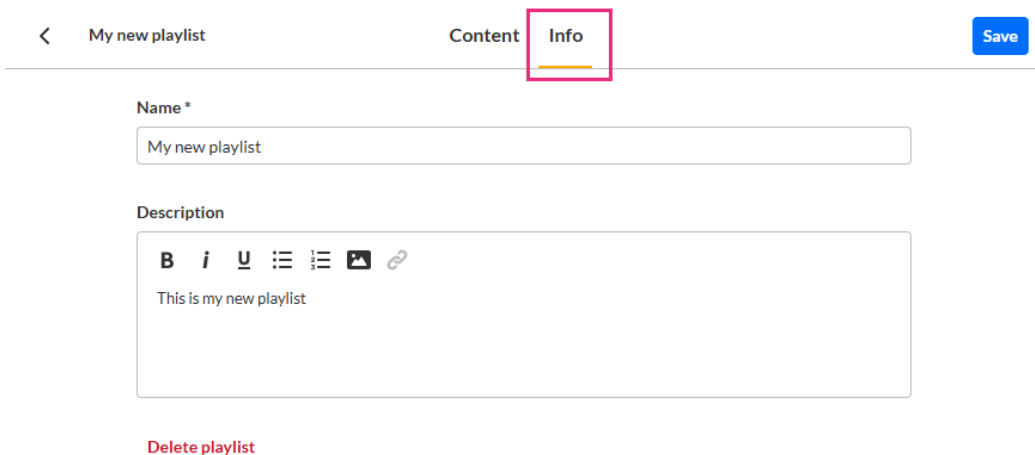 My new playlist Content Info Save
Name *
My new playlist
Description
B i U
This is my new playlist
Delete playlist